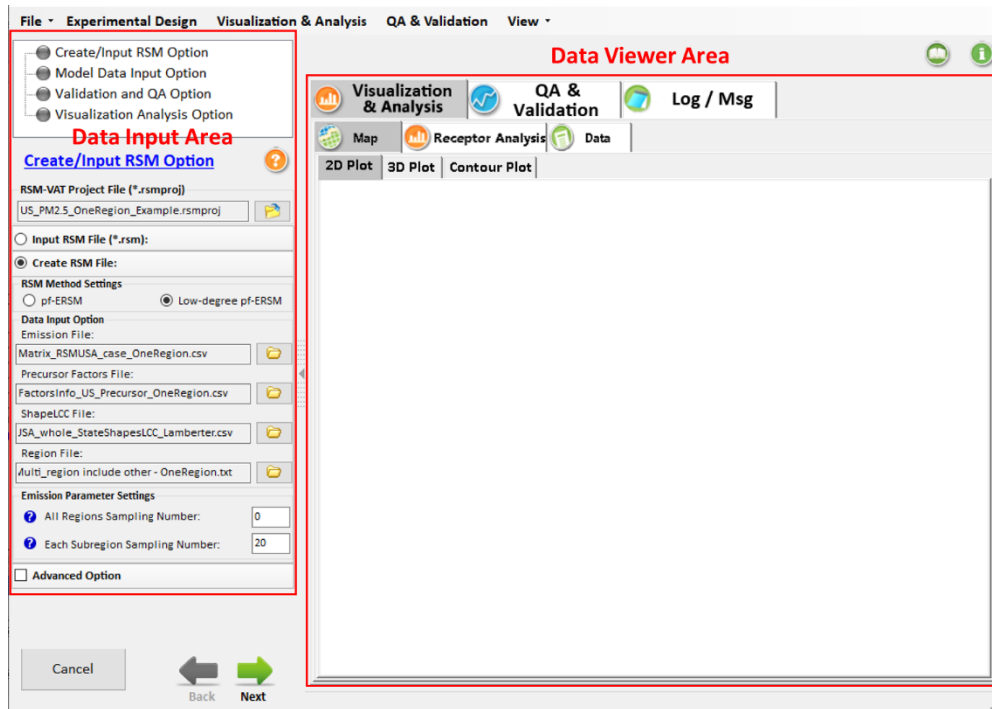 File Experimental Design Visualization & Analysis QA & Validation View
Create/Input RSM Option
Model Data Input Option
Validation and QA Option
Visualization Analysis Option
Data Input Area
Create/Input RSM Option
?
RSM-VAT Project File (*.rsmproj)
US_PM2.5_OneRegion_Example.rsmproj
Input RSM File (*.rsm):
Create RSM File:
RSM Method Settings
pf-ERSM Low-degree pf-ERSM
Data Input Option
Emission File:
Matrix_RSMUSA_case_OneRegion.csv
Precursor Factors File:
FactorsInfo_US_Precursor_OneRegion.csv
ShapeLCC File:
JSA_whole_StateShapesLCC_Lamberter.csv
Region File:
Multi_region include other - OneRegion.txt
Emission Parameter Settings
? All Regions Sampling Number: 0
? Each Subregion Sampling Number: 20
Advanced Option
Cancel
Back Next
Data Viewer Area
i
Visualization & Analysis
QA & Validation
Log / Msg
Map Receptor Analysis Data
2D Plot 3D Plot Contour Plot